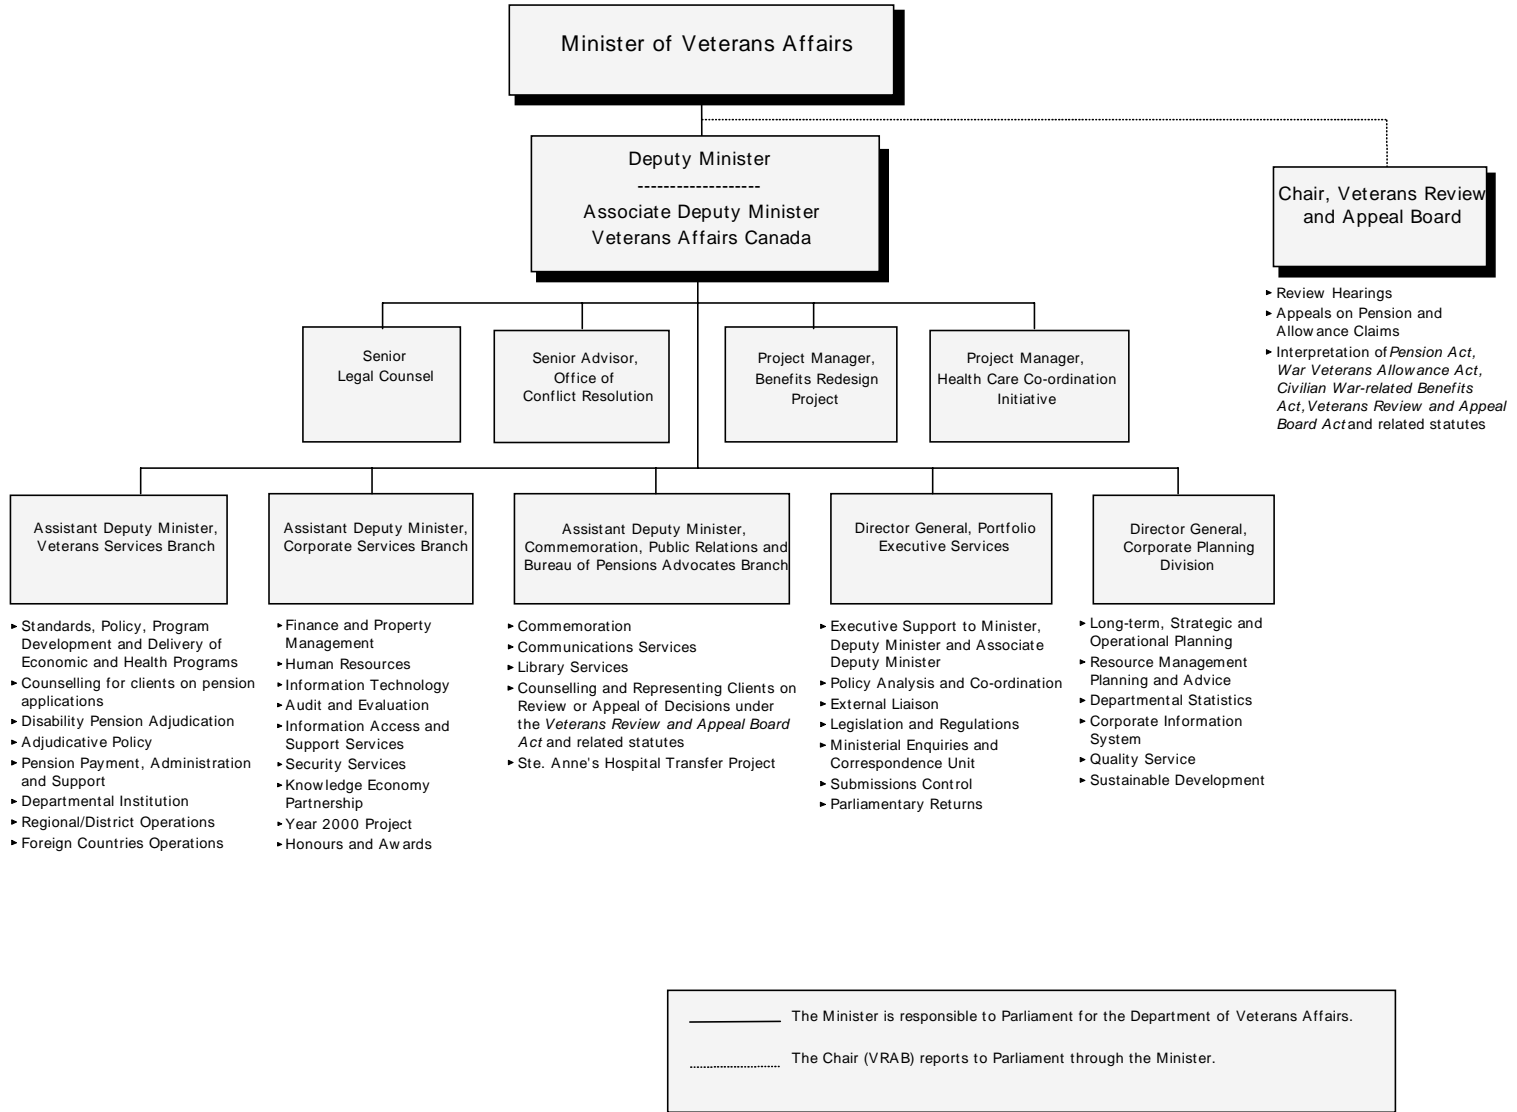 Minister of Veterans Affairs
Deputy Minister
-------------------
Associate Deputy Minister
Veterans Affairs Canada
Chair, Veterans Review
and Appeal Board
► Review Hearings
► Appeals on Pension and
Allowance Claims
► Interpretation of Pension Act,
War Veterans Allowance Act,
Civilian War-related Benefits
Act, Veterans Review and Appeal
Board Act and related statutes
Senior
Legal Counsel
Senior Advisor,
Office of
Conflict Resolution
Project Manager,
Benefits Redesign
Project
Project Manager,
Health Care Co-ordination
Initiative
Assistant Deputy Minister,
Veterans Services Branch
► Standards, Policy, Program
Development and Delivery of
Economic and Health Programs
► Counselling for clients on pension
applications
► Disability Pension Adjudication
► Adjudicative Policy
► Pension Payment, Administration
and Support
► Departmental Institution
► Regional/District Operations
► Foreign Countries Operations
Assistant Deputy Minister,
Corporate Services Branch
► Finance and Property
Management
► Human Resources
► Information Technology
► Audit and Evaluation
► Information Access and
Support Services
► Security Services
► Knowledge Economy
Partnership
► Year 2000 Project
► Honours and Awards
Assistant Deputy Minister,
Commemoration, Public Relations and
Bureau of Pensions Advocates Branch
► Commemoration
► Communications Services
► Library Services
► Counselling and Representing Clients on
Review or Appeal of Decisions under
the Veterans Review and Appeal Board
Act and related statutes
► Ste. Anne's Hospital Transfer Project
Director General, Portfolio
Executive Services
► Executive Support to Minister,
Deputy Minister and Associate
Deputy Minister
► Policy Analysis and Co-ordination
► External Liaison
► Legislation and Regulations
► Ministerial Enquiries and
Correspondence Unit
► Submissions Control
► Parliamentary Returns
Director General,
Corporate Planning
Division
► Long-term, Strategic and
Operational Planning
► Resource Management
Planning and Advice
► Departmental Statistics
► Corporate Information
System
► Quality Service
► Sustainable Development
The Minister is responsible to Parliament for the Department of Veterans Affairs.
The Chair (VRAB) reports to Parliament through the Minister.